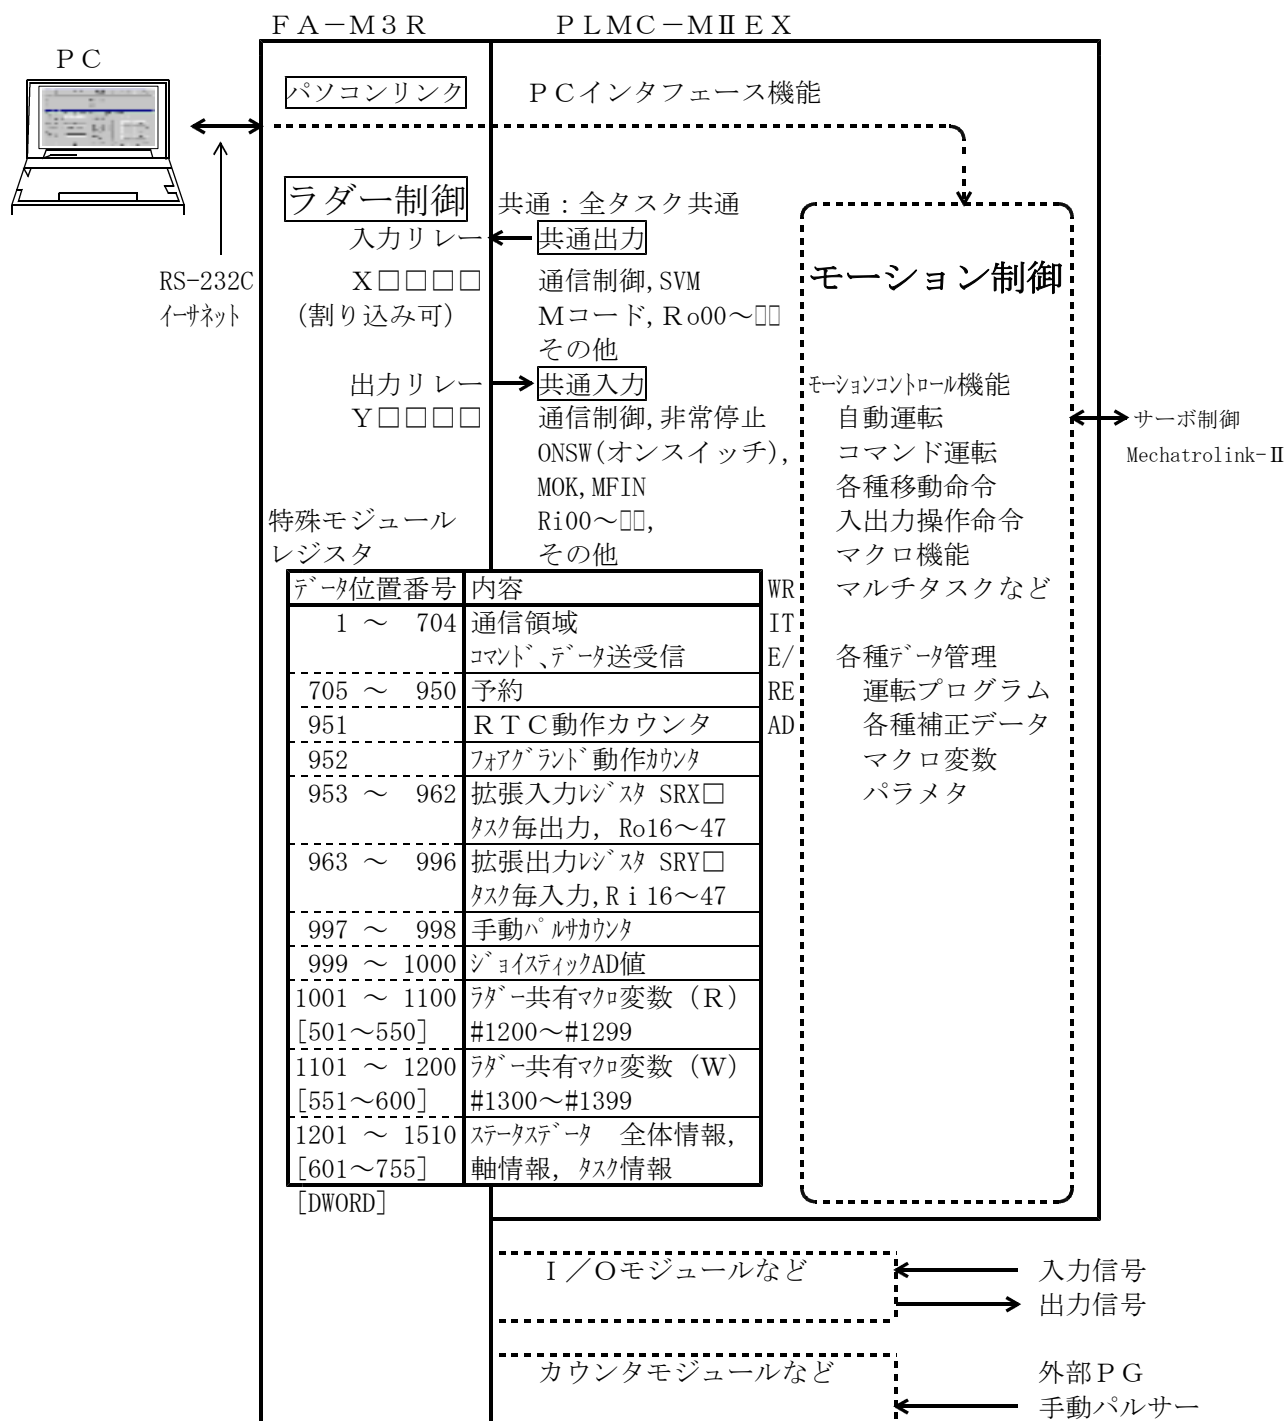 ＦＡ－Ｍ３Ｒ　ＰＬＭＣ－ＭⅡＥＸ
ＰＣ
パソコンリンク　ＰＣインタフェース機能
ラダー制御　共通：全タスク共通
入力リレー　共通出力
RS-232C　Ｘ□□□□　通信制御,SVM　モーション制御
ｲｰｻﾈｯﾄ　(割り込み可)　Ｍコード,Ｒo00～□□
その他
出力リレー　共通入力　ﾓｰｼｮﾝｺﾝﾄﾛｰﾙ機能
Ｙ□□□□　通信制御,非常停止　自動運転　サーボ制御
ONSW(オンスイッチ),　コマンド運転　Mechatrolink-Ⅱ
MOK,MFIN　各種移動命令
特殊モジュール　Ri00～□□,　入出力操作命令
レジスタ　その他　マクロ機能
ﾃﾞｰﾀ位置番号　内容　WR　マルチタスクなど
1 ～ 704　通信領域　IT
ｺﾏﾝﾄﾞ､ﾃﾞｰﾀ送受信　E/　各種ﾃﾞｰﾀ管理
705 ～ 950　予約　RE　運転プログラム
951　ＲＴＣ動作カウンタ　AD　各種補正データ
952　ﾌｫｱｸﾞﾗﾝﾄﾞ動作ｶｳﾝﾀ　マクロ変数
953 ～ 962　拡張入力ﾚｼﾞｽﾀ SRX□　パラメタ
ﾀｽｸ毎出力, Ro16～47
963 ～ 996　拡張出力ﾚｼﾞｽﾀ SRY□
ﾀｽｸ毎入力,Ｒｉ16～47
997 ～ 998　手動ﾊﾟﾙｻｶｳﾝﾀ
999 ～ 1000　ｼﾞｮｲｽﾃｨｯｸAD値
1001 ～ 1100　ﾗﾀﾞｰ共有ﾏｸﾛ変数（Ｒ）
[501～550]　#1200～#1299
1101 ～ 1200　ﾗﾀﾞｰ共有ﾏｸﾛ変数（Ｗ）
[551～600]　#1300～#1399
1201 ～ 1510　ｽﾃｰﾀｽﾃﾞｰﾀ　全体情報,
[601～755]　軸情報, ﾀｽｸ情報
[DWORD]
Ｉ／Ｏモジュールなど　入力信号
出力信号
カウンタモジュールなど　外部ＰＧ
手動パルサー